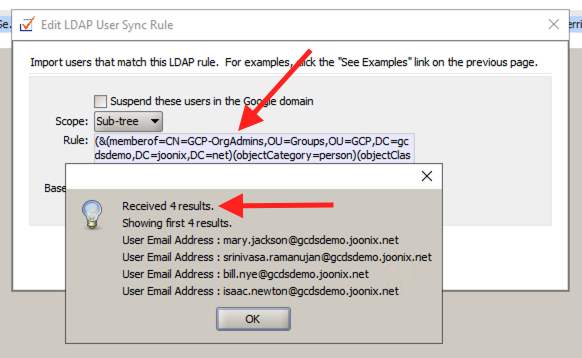 Ge
Edit LDAP User Sync Rule
erri
Import users that match this LDAP rule. For examples, click the "See Examples" link on the previous page.
Suspend these users in the Google domain
Scope: Sub-tree
Rule: (&(memberof=CN=GCP-OrgAdmins,OU=Groups,OU=GCP,DC=gc
dsdemo,DC=joonix,DC=net)(objectCategory=person)(objectClas
Base
Received 4 results.
Showing first 4 results.
User Email Address : mary.jackson@gcdsdemo.joonix.net
User Email Address : srinivasa.ramanujan@gcdsdemo.joonix.net
User Email Address : bill.nye@gcdsdemo.joonix.net
User Email Address : isaac.newton@gcdsdemo.joonix.net
OK